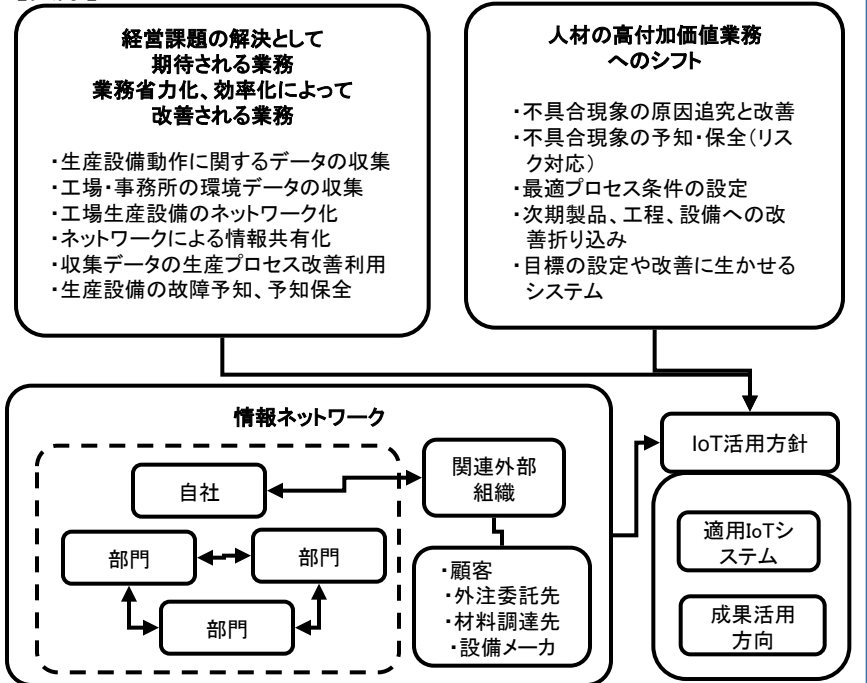 経営課題の解決として
期待される業務
業務省力化、効率化によって
改善される業務
・生産設備動作に関するデータの収集
・工場・事務所の環境データの収集
・工場生産設備のネットワーク化
・ネットワークによる情報共有化
・収集データの生産プロセス改善利用
・生産設備の故障予知、予知保全
人材の高付加価値業務
へのシフト
・不具合現象の原因追究と改善
・不具合現象の予知・保全(リス
ク対応)
・最適プロセス条件の設定
・次期製品、工程、設備への改
善折り込み
・目標の設定や改善に生かせる
システム
情報ネットワーク
自社
部門
部門
部門
関連外部
組織
・顧客
・外注委託先
・材料調達先
・設備メーカ
IoT活用方針
適用IoTシ
ステム
成果活用
方向